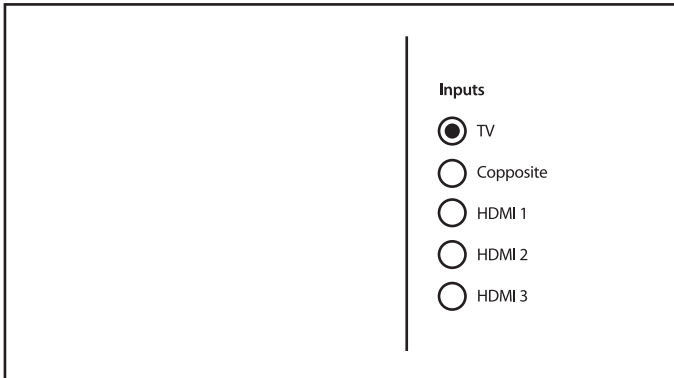 Inputs
TV
Copposite
HDMI 1
HDMI 2
HDMI 3